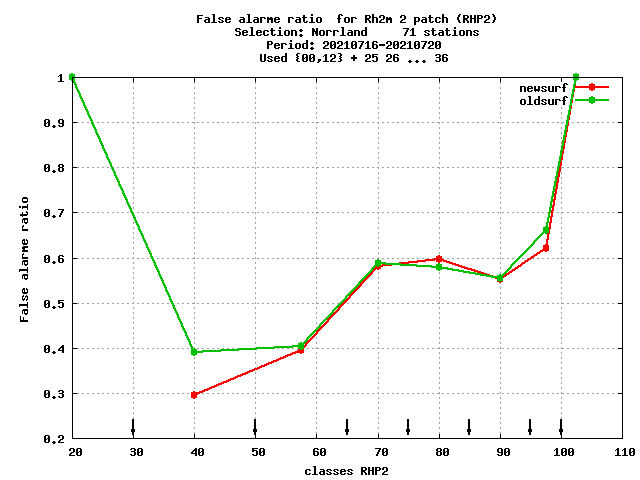 False alarme ratio  for Rh2m 2 patch (RHP2)
Selection: Norrland     71 stations
Period: 20210716-20210720
Used {00,12} + 25 26 ... 36
newsurf
oldsurf
1
0.9
0.8
0.7
0.6
0.5
0.4
0.3
0.2
False alarme ratio
20 30 40 50 60 70 80 90 100 110
classes RHP2